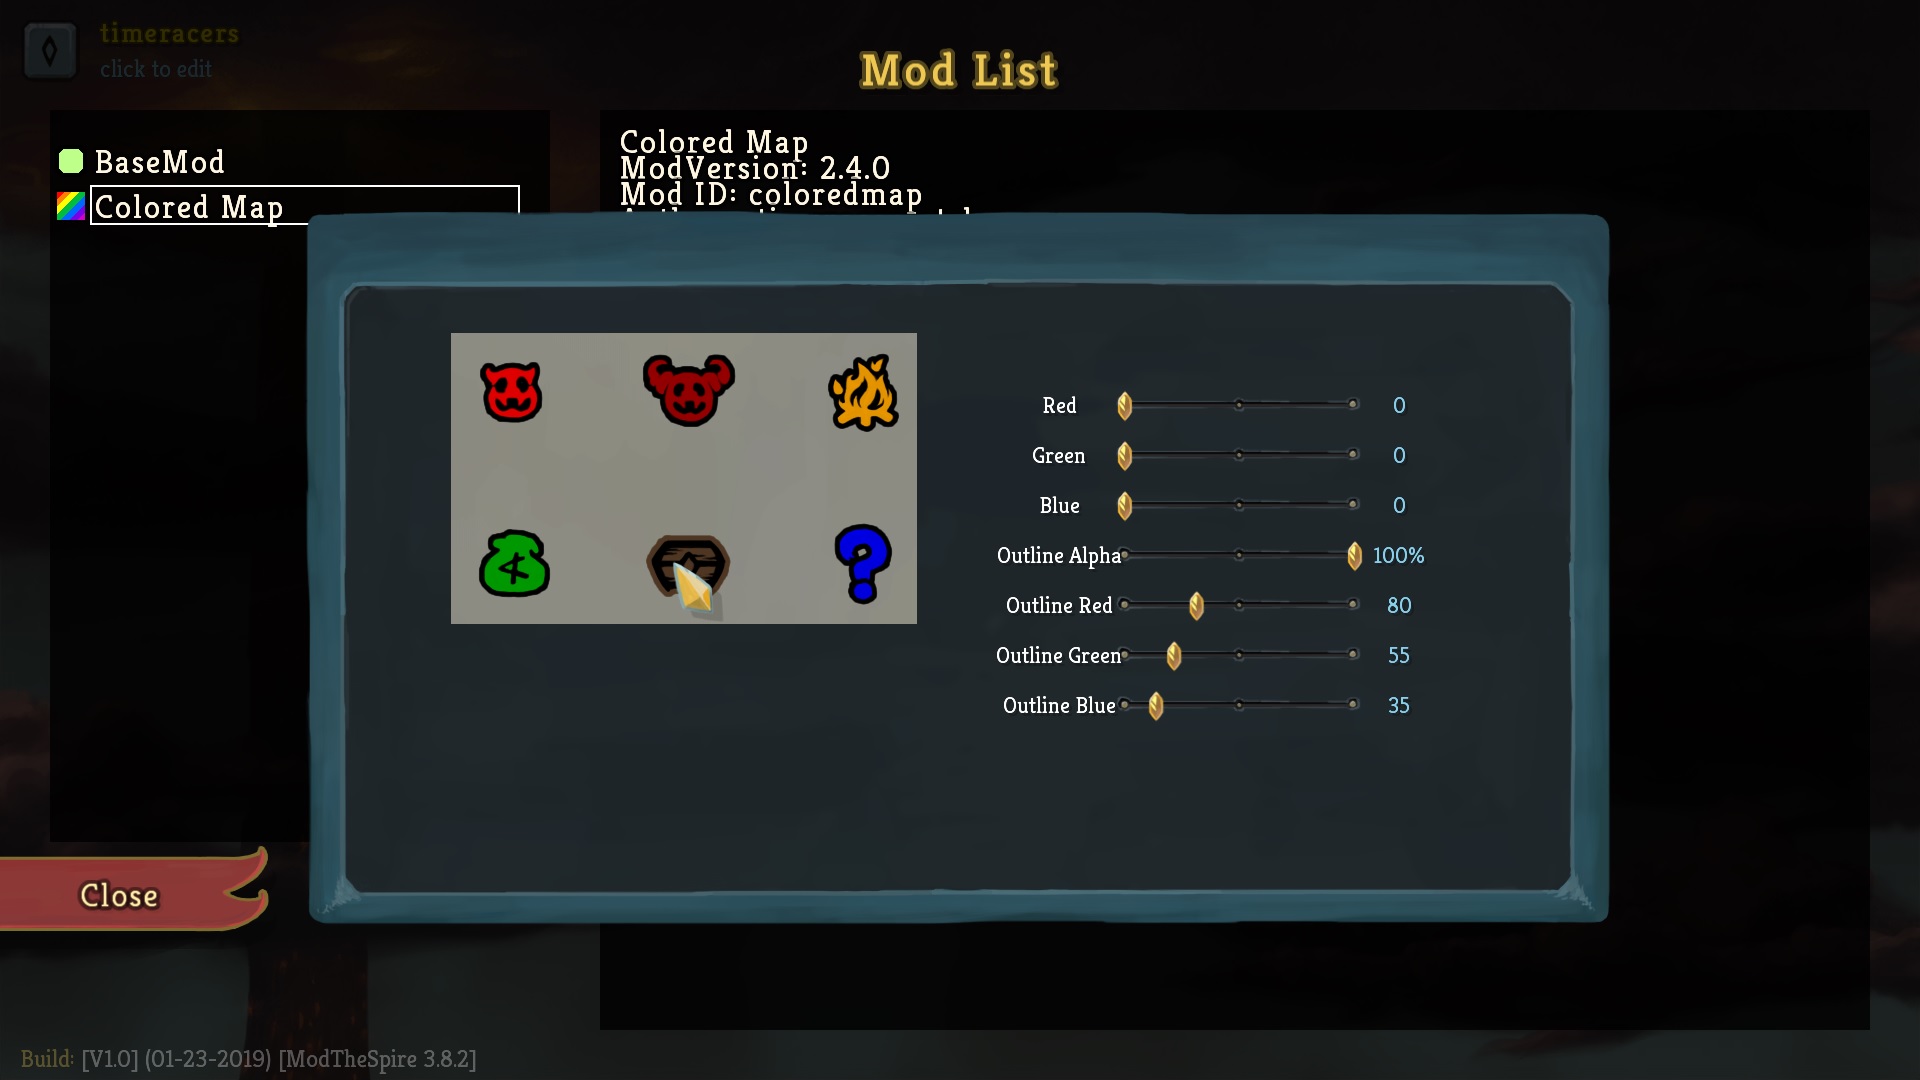 timeracers
click to edit
Mod List
BaseMod
Colored Map
Colored Map
ModVersion: 2.4.0
Mod ID: coloredmap
Red 0
Green 0
Blue 0
Outline Alpha 100%
Outline Red 80
Outline Green 55
Outline Blue 35
Close
Build: [V1.0] (01-23-2019) [ModTheSpire 3.8.2]